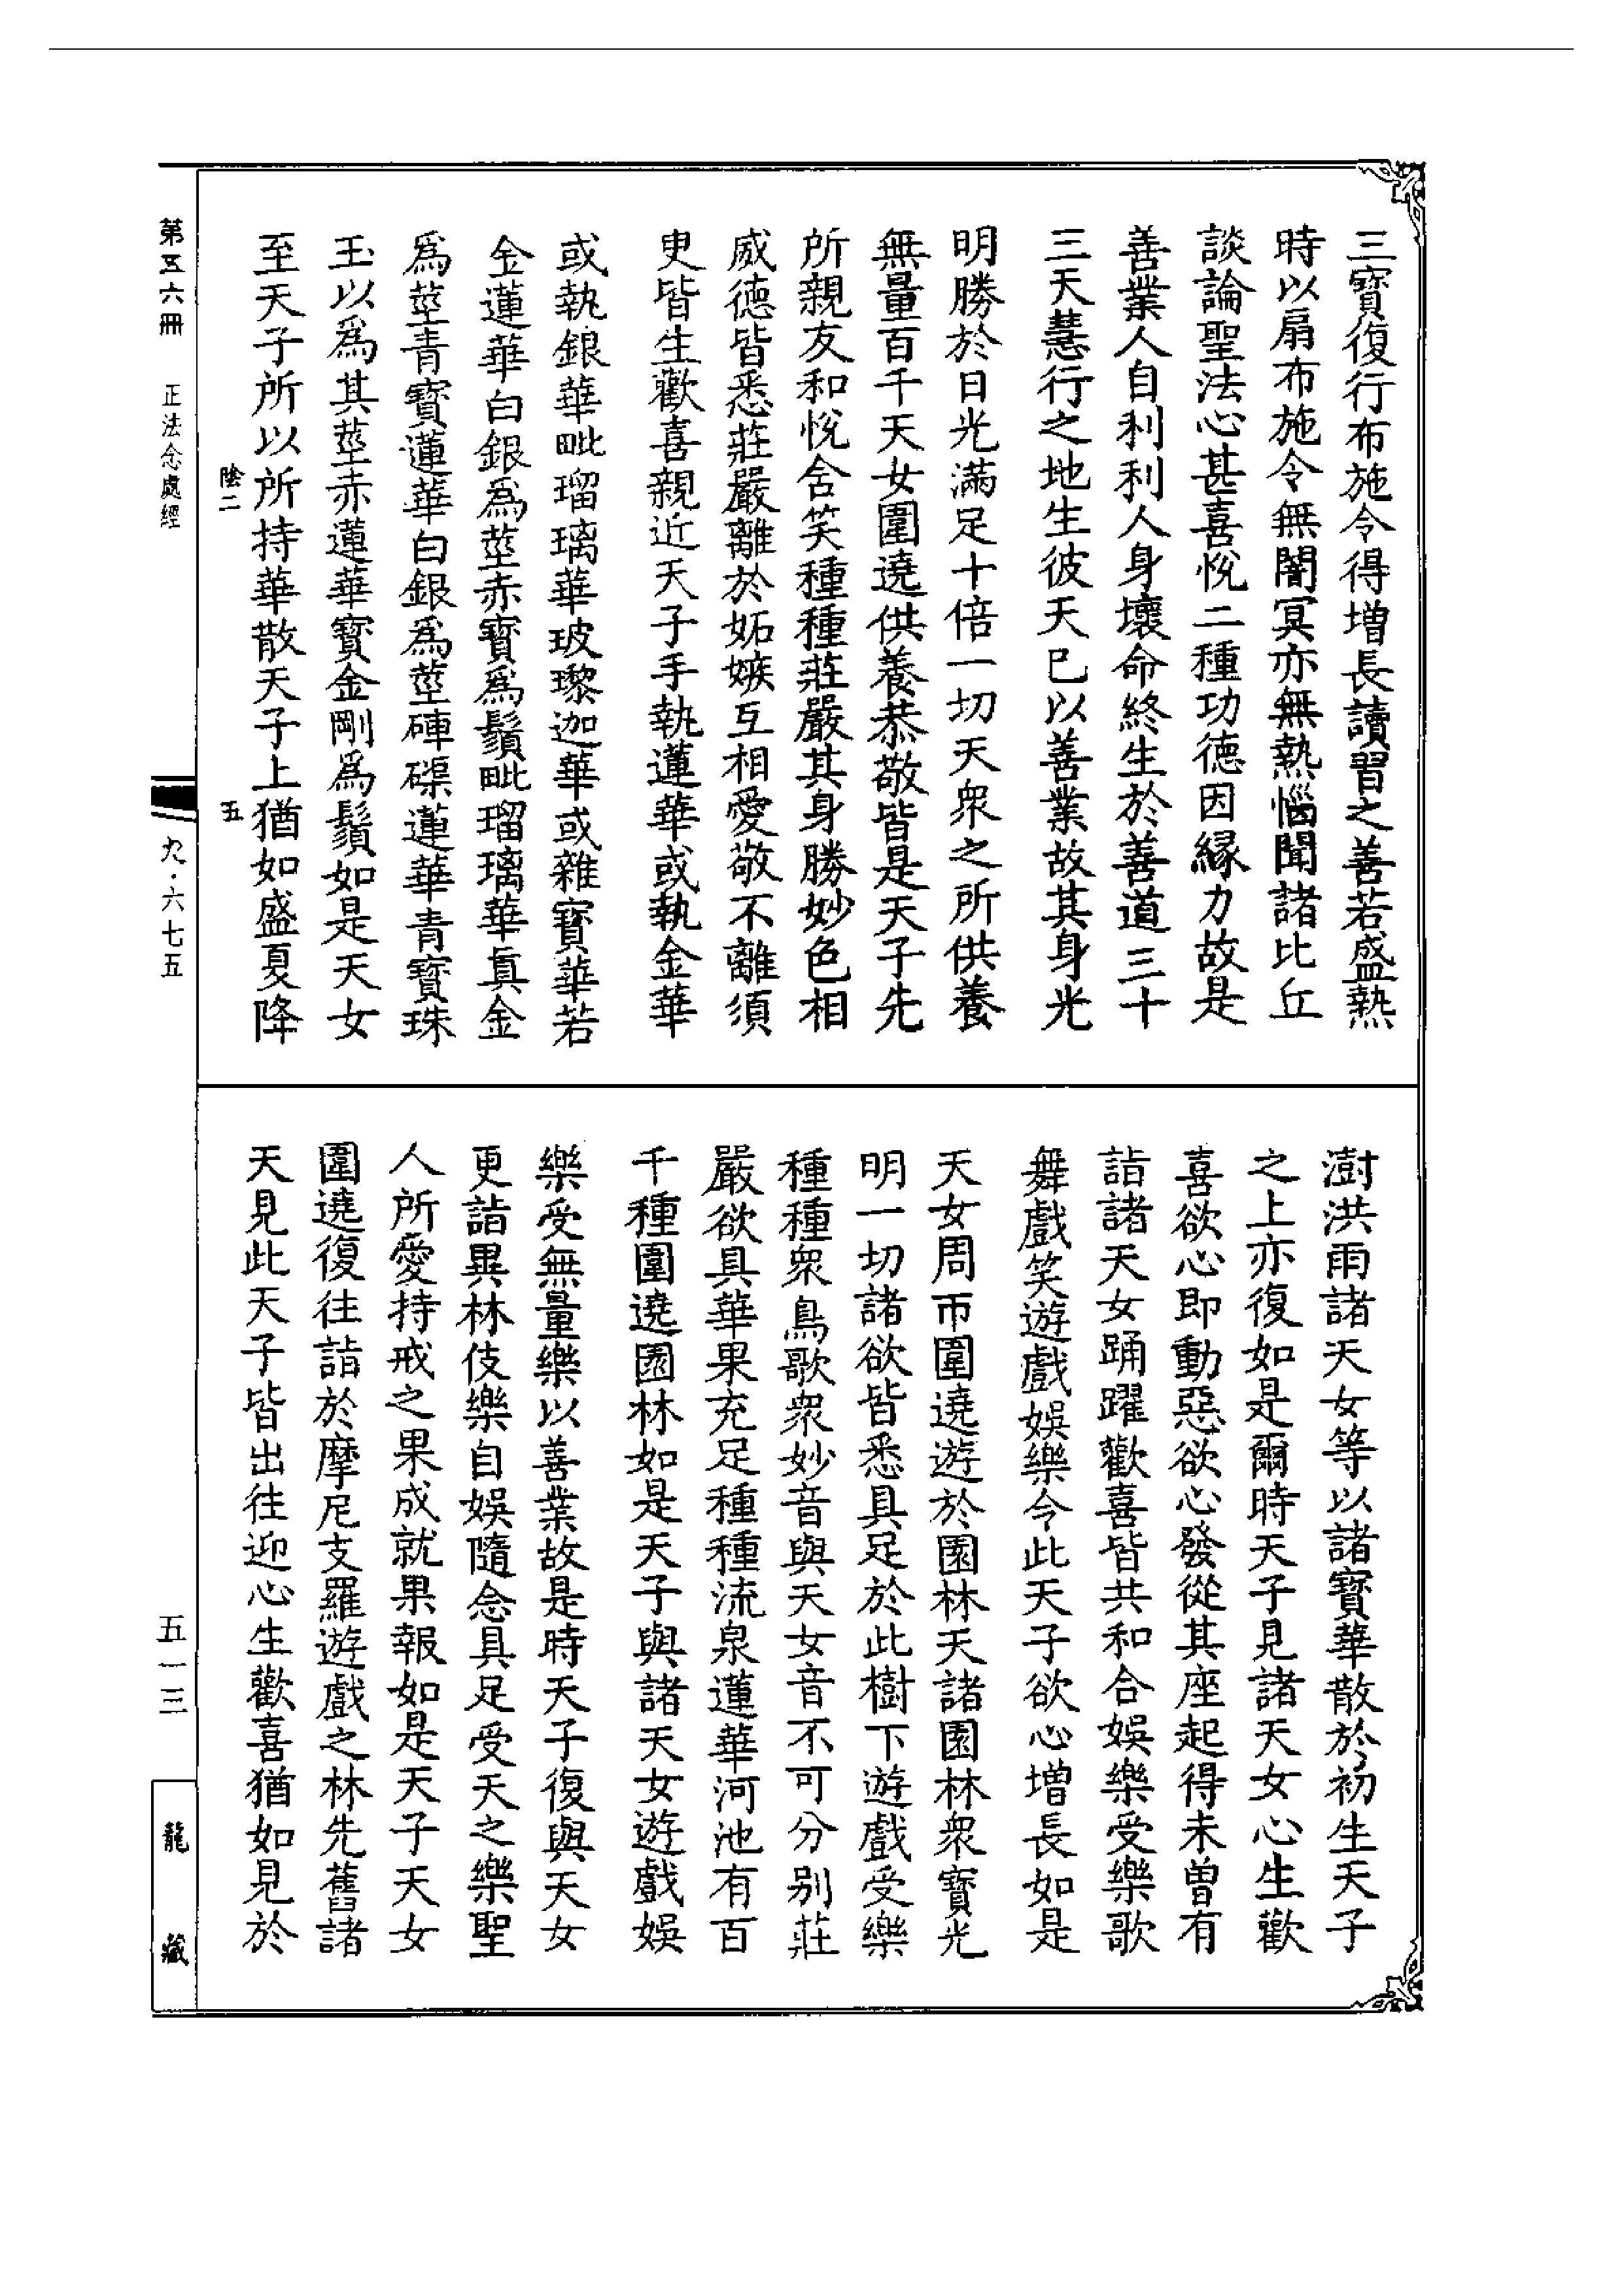 三寶復行布施令得增長讀習之善若盛熱
時以扇布施令無闇冥亦無熱惱聞諸比丘
談論聖法心甚喜悅二種功德因緣力故是
善業人自利利人身壞命終生於善道三十
三天慧行之地生彼天已以善業故其身光
明勝於日光滿足十倍一切天衆之所供養
無量百千天女圍遶供養恭敬皆是天子先
所親友和悅含笑種種莊嚴其身勝妙色相
威德皆悉莊嚴離於妬嫉互相愛敬不離須
臾皆生歡喜親近天子手執蓮華或執金華
或執銀華毗瑠璃華玻瓈迦華或雜寶華若
金蓮華白銀爲莖赤寶爲鬚毗瑠璃華真金
爲莖青寶蓮華白銀爲莖硨磲蓮華青寶珠
玉以爲其莖赤蓮華寶金剛爲鬚如是天女
至天子所以所持華散天子上猶如盛夏降
澍洪雨諸天女等以諸寶華散於初生天子
之上亦復如是爾時天子見諸天女心生歡
喜欲心即動惡欲心發從其座起得未曾有
詣諸天女踊躍歡喜皆共和合娛樂受樂歌
舞戲笑遊戲娛樂今此天子欲心增長如是
天女周帀圍遶遊於園林天諸園林衆寶光
明一切諸欲皆悉具足於此樹下遊戲受樂
種種衆鳥歌衆妙音與天女音不可分別莊
嚴欲具華果充足種種流泉蓮華河池有百
千種圍遶園林如是天子與諸天女遊戲娛
樂受無量樂以善業故是時天子復與天女
更詣異林伎樂自娛隨念具足受天之樂聖
人所愛持戒之果成就果報如是天子天女
圍遶復往詣於摩尼支羅遊戲之林先舊諸
天見此天子皆出往迎心生歡喜猶如見於
陰二
五
第五六冊
正法念處經
九·六七五
五一三
龍藏